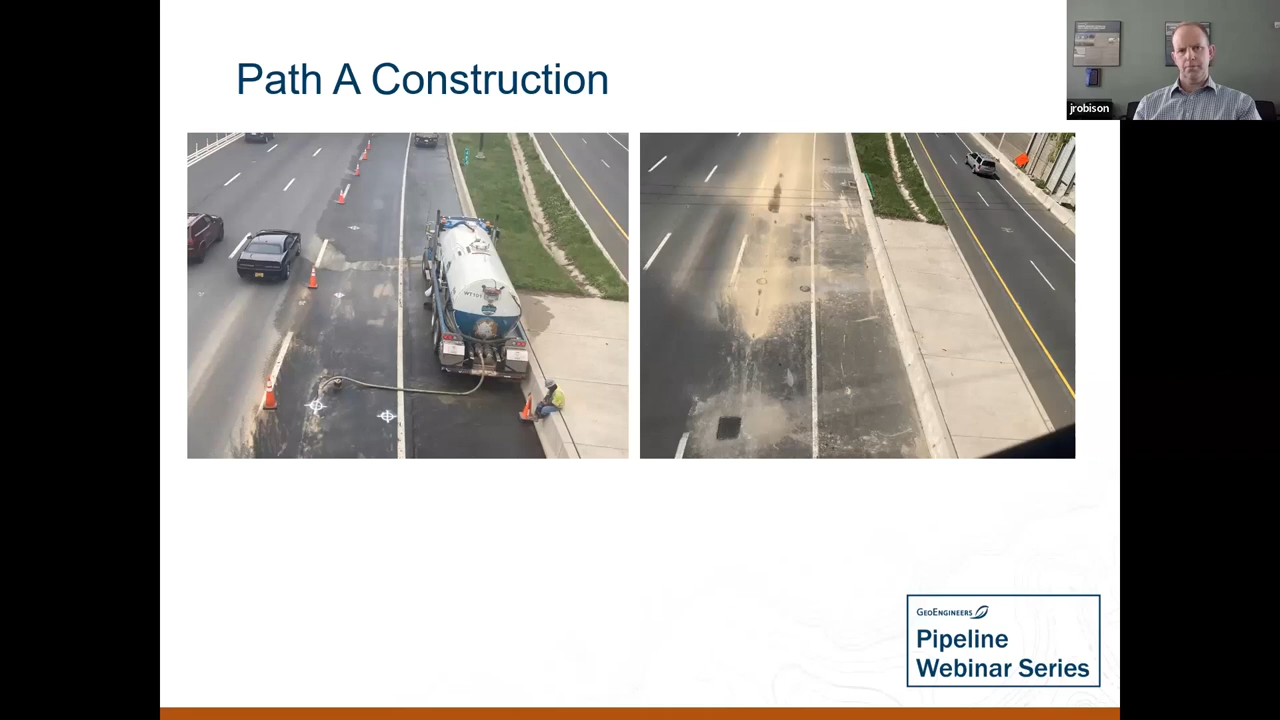 Path A Construction
jrobison
GEOENGINEERS
Pipeline
Webinar Series